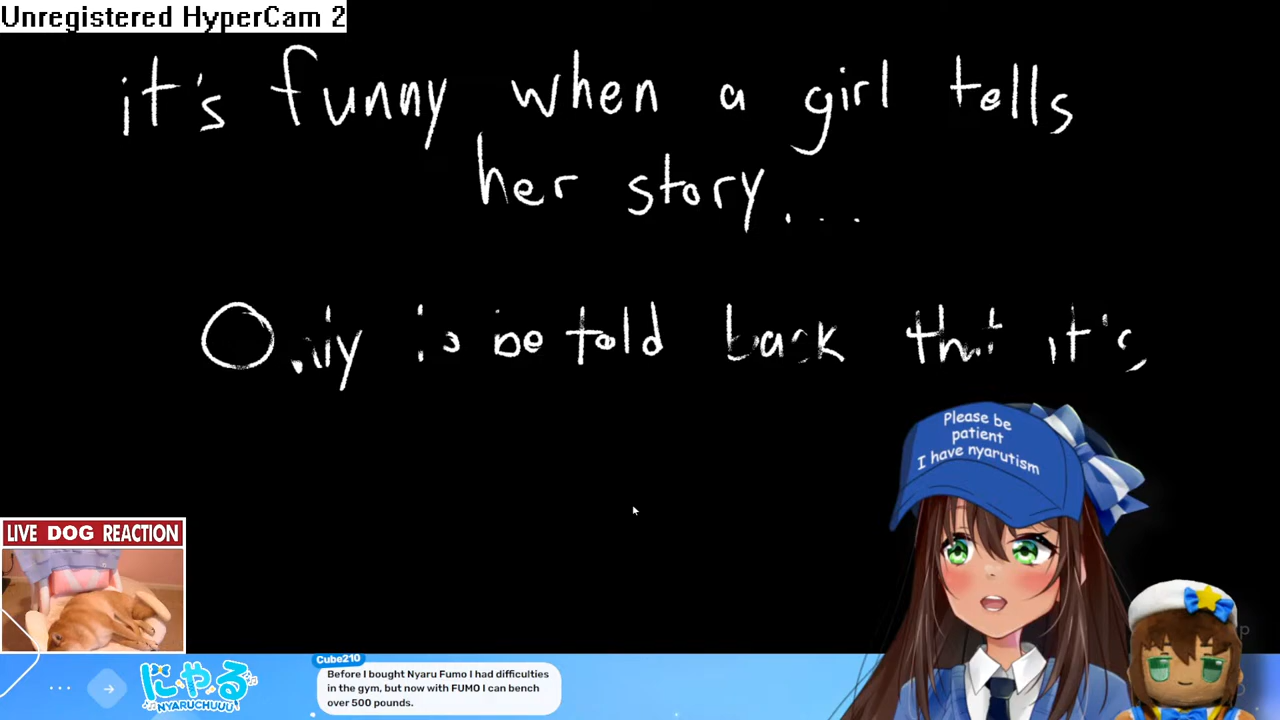 Unregistered HyperCam 2
it's funny when a girl tells
her story...
Only to be told back that it's
Please be
patient
I have nyarutism
LIVE DOG REACTION
にゃる
NYARUCHUUU
Cube210
Before I bought Nyaru Fumo I had difficulties
in the gym, but now with FUMO I can bench
over 500 pounds.